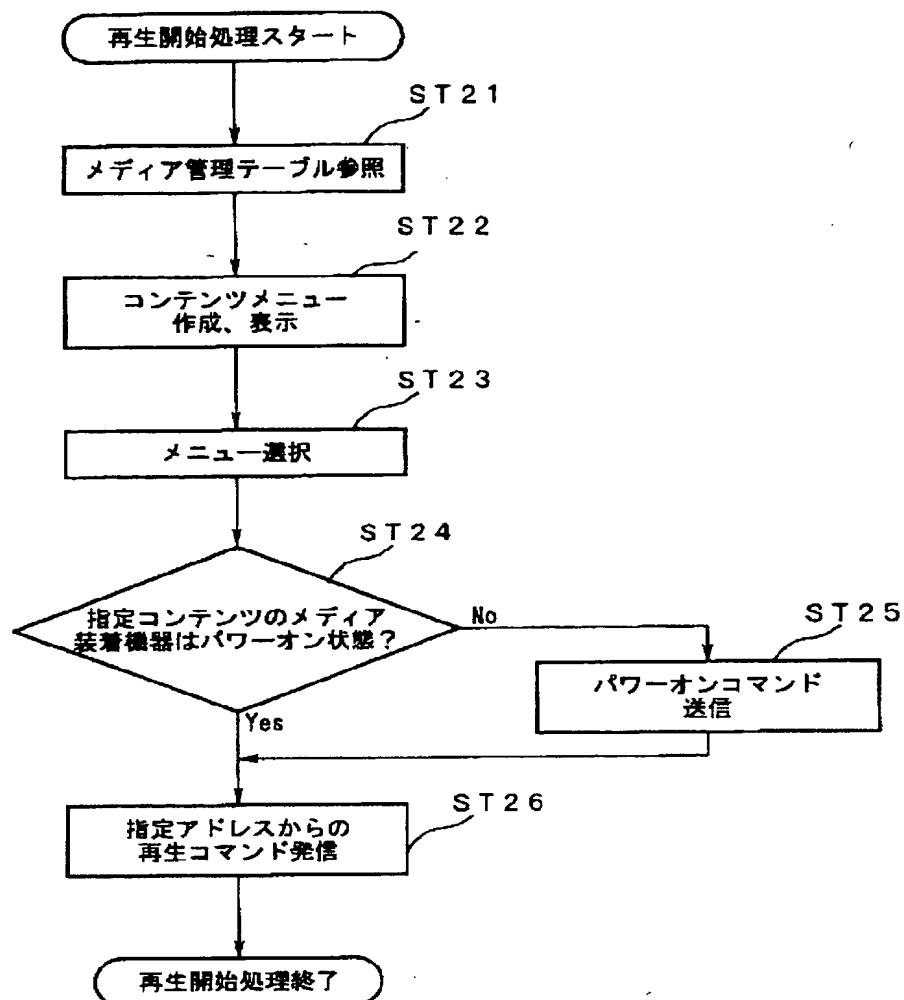 再生開始処理スタート
ＳＴ２１
メディア管理テーブル参照
ＳＴ２２
コンテンツメニュー
作成、表示
ＳＴ２３
メニュー選択
ＳＴ２４
指定コンテンツのメディア
装着機器はパワーオン状態？
No
ＳＴ２５
パワーオンコマンド
送信
Yes
ＳＴ２６
指定アドレスからの
再生コマンド発信
再生開始処理終了